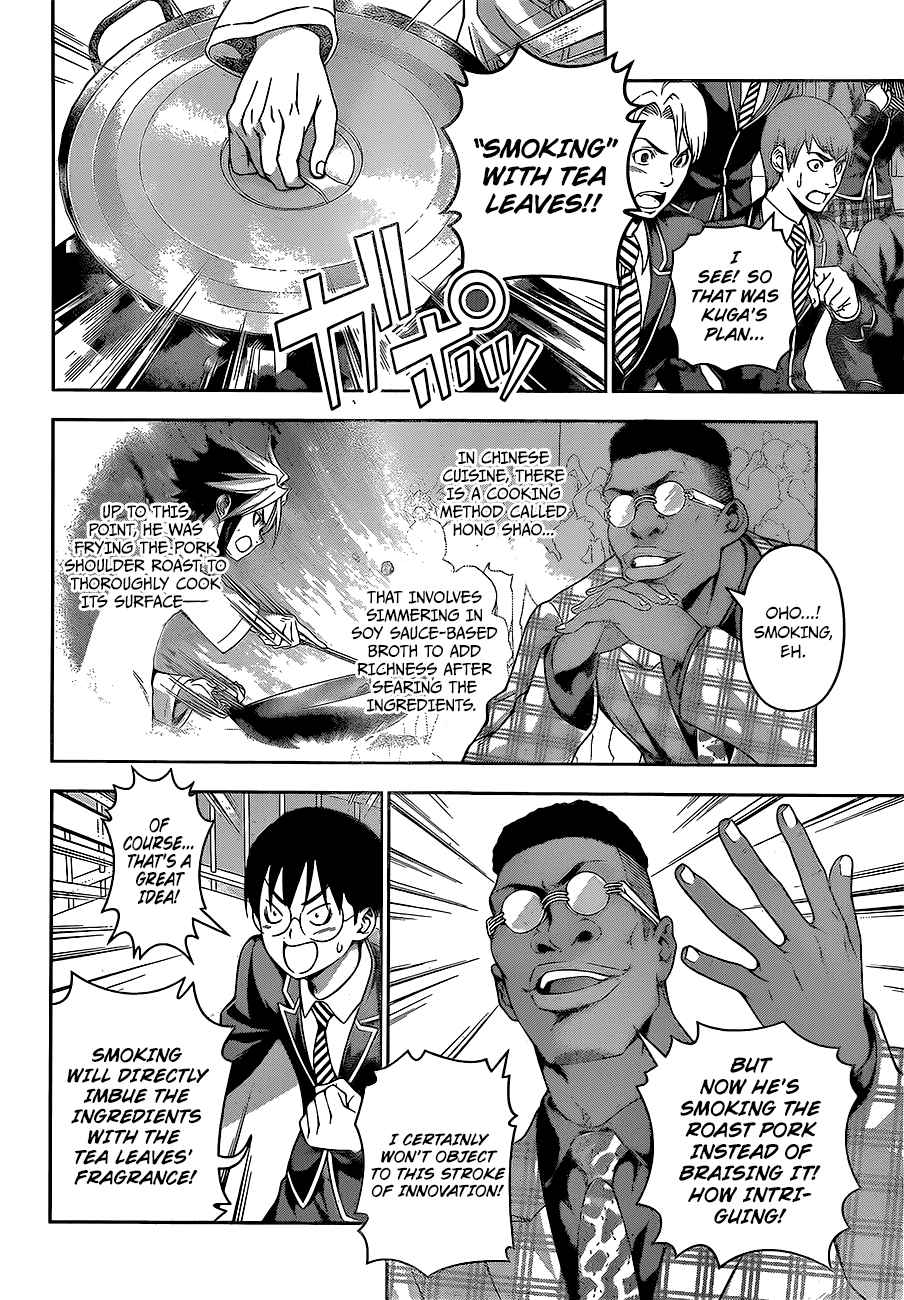 I
SEE! SO
THAT WAS
KUGA'S
PLAN...
"SMOKING"
WITH TEA
LEAVES!!
ガポッ
OHO...!
SMOKING,
EH.
IN CHINESE
CUISINE, THERE
IS A COOKING
METHOD CALLED
HONG SHAO...
THAT INVOLVES
SIMMERING IN
SOY SAUCE-BASED
BROTH TO ADD
RICHNESS AFTER
SEARING THE
INGREDIENTS.
UP TO THIS
POINT, HE WAS
FRYING THE PORK
SHOULDER ROAST TO
THOROUGHLY COOK
ITS SURFACE——
BUT
NOW HE'S
SMOKING THE
ROAST PORK
INSTEAD OF
BRAISING IT!
HOW INTRI-
GUING!
I CERTAINLY
WON'T OBJECT
TO THIS STROKE
OF INNOVATION!
OF
COURSE...
THAT'S A
GREAT
IDEA!
SMOKING
WILL DIRECTLY
IMBUE THE
INGREDIENTS
WITH THE
TEA LEAVES'
FRAGRANCE!